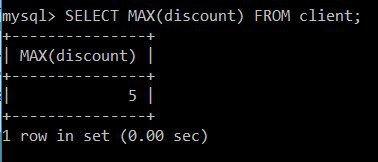 mysql> SELECT MAX(discount) FROM client;
+---------------+
| MAX(discount) |
+---------------+
|             5 |
+---------------+
1 row in set (0.00 sec)